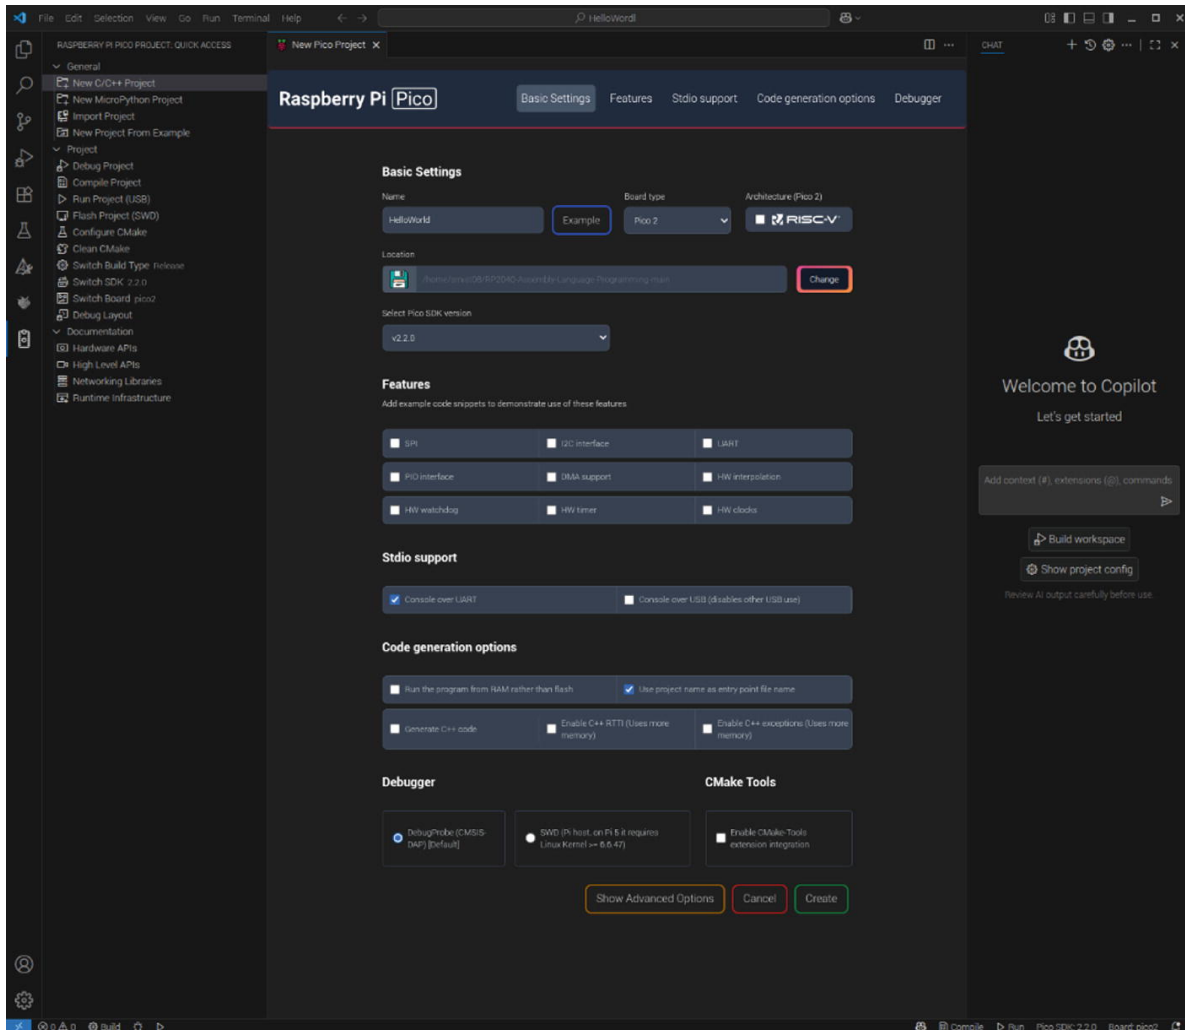 File Edit Selection View Go Run Terminal Help
HelloWordl
RASPBERRY PI PICO PROJECT: QUICK ACCESS
General
New C/C++ Project
New MicroPython Project
Import Project
New Project From Example
Project
Debug Project
Compile Project
Run Project (USB)
Flash Project (SWD)
Configure CMake
Clean CMake
Switch Build Type Release
Switch SDK 2.2.0
Switch Board pico2
Debug Layout
Documentation
Hardware APIs
High Level APIs
Networking Libraries
Runtime Infrastructure
New Pico Project
Raspberry Pi Pico
Basic Settings Features Stdio support Code generation options Debugger
Basic Settings
Name Board type Architecture (Pico 2)
HelloWorld Example Pico 2 RISC-V
Location
Change
Select Pico SDK version
v2.2.0
Features
Add example code snippets to demonstrate use of these features
SPI I2C interface UART
PIO interface DMA support HW interpolation
HW watchdog HW timer HW clocks
Stdio support
Console over UART Console over USB (disables other USB use)
Code generation options
Run the program from RAM rather than flash Use project name as entry point file name
Generate C++ code Enable C++ RTTI (Uses more memory) Enable C++ exceptions (Uses more memory)
Debugger CMake Tools
DebugProbe (CMSIS-DAP) [Default] SWD (Pi host, on Pi 5 it requires Linux Kernel >= 6.6.47) Enable CMake-Tools extension integration
Show Advanced Options Cancel Create
CHAT
Welcome to Copilot
Let's get started
Add context (#), extensions (@), commands
Build workspace
Show project config
Review AI output carefully before use.
0 0 Build
Compile Run Pico SDK: 2.2.0 Board: pico2